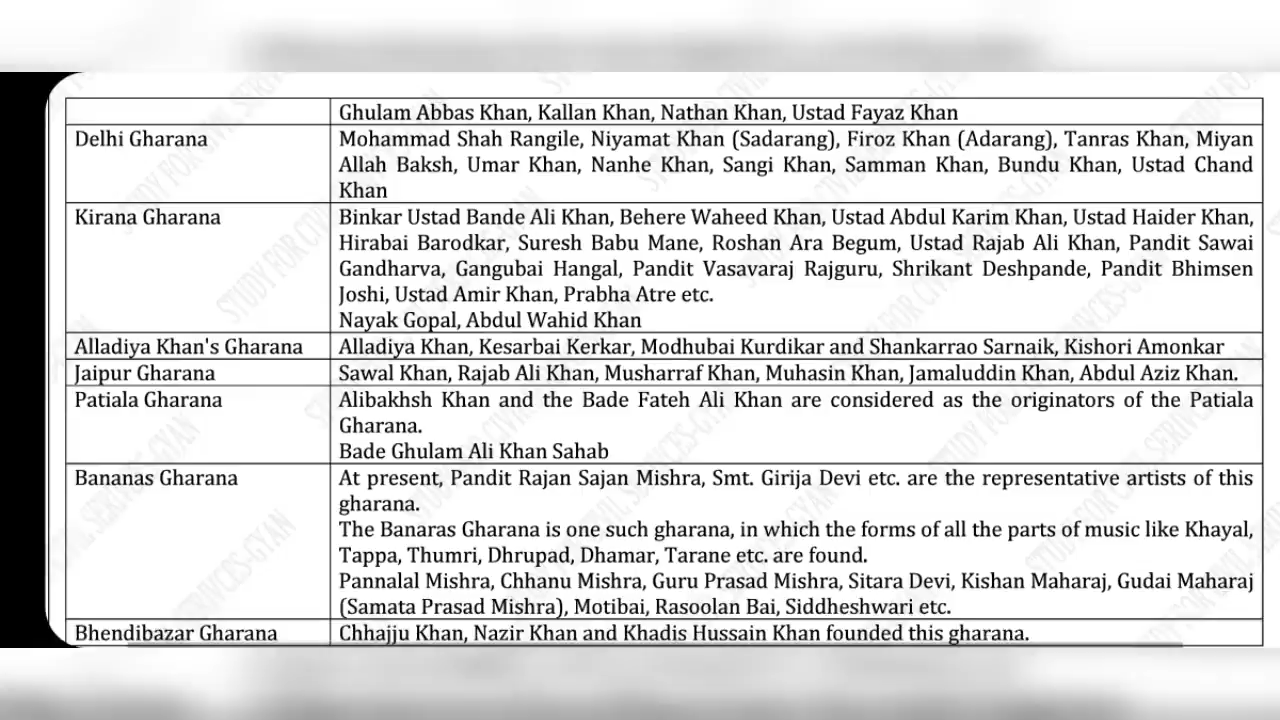 Ghulam Abbas Khan, Kallan Khan, Nathan Khan, Ustad Fayaz Khan
Delhi Gharana
Mohammad Shah Rangile, Niyamat Khan (Sadarang), Firoz Khan (Adarang), Tanras Khan, Miyan
Allah Baksh, Umar Khan, Nanhe Khan, Sangi Khan, Samman Khan, Bundu Khan, Ustad Chand
Khan
Kirana Gharana
Binkar Ustad Bande Ali Khan, Behere Waheed Khan, Ustad Abdul Karim Khan, Ustad Haider Khan,
Hirabai Barodkar, Suresh Babu Mane, Roshan Ara Begum, Ustad Rajab Ali Khan, Pandit Sawai
Gandharva, Gangubai Hangal, Pandit Vasavaraj Rajguru, Shrikant Deshpande, Pandit Bhimsen
Joshi, Ustad Amir Khan, Prabha Atre etc.
Nayak Gopal, Abdul Wahid Khan
Alladiya Khan's Gharana
Alladiya Khan, Kesarbai Kerkar, Modhubai Kurdikar and Shankarrao Sarnaik, Kishori Amonkar
Jaipur Gharana
Sawal Khan, Rajab Ali Khan, Musharraf Khan, Muhasin Khan, Jamaluddin Khan, Abdul Aziz Khan.
Patiala Gharana
Alibakhsh Khan and the Bade Fateh Ali Khan are considered as the originators of the Patiala
Gharana.
Bade Ghulam Ali Khan Sahab
Bananas Gharana
At present, Pandit Rajan Sajan Mishra, Smt. Girija Devi etc. are the representative artists of this
gharana.
The Banaras Gharana is one such gharana, in which the forms of all the parts of music like Khayal,
Tappa, Thumri, Dhrupad, Dhamar, Tarane etc. are found.
Pannalal Mishra, Chhanu Mishra, Guru Prasad Mishra, Sitara Devi, Kishan Maharaj, Gudai Maharaj
(Samata Prasad Mishra), Motibai, Rasoolan Bai, Siddheshwari etc.
Bhendibazar Gharana
Chhajju Khan, Nazir Khan and Khadis Hussain Khan founded this gharana.